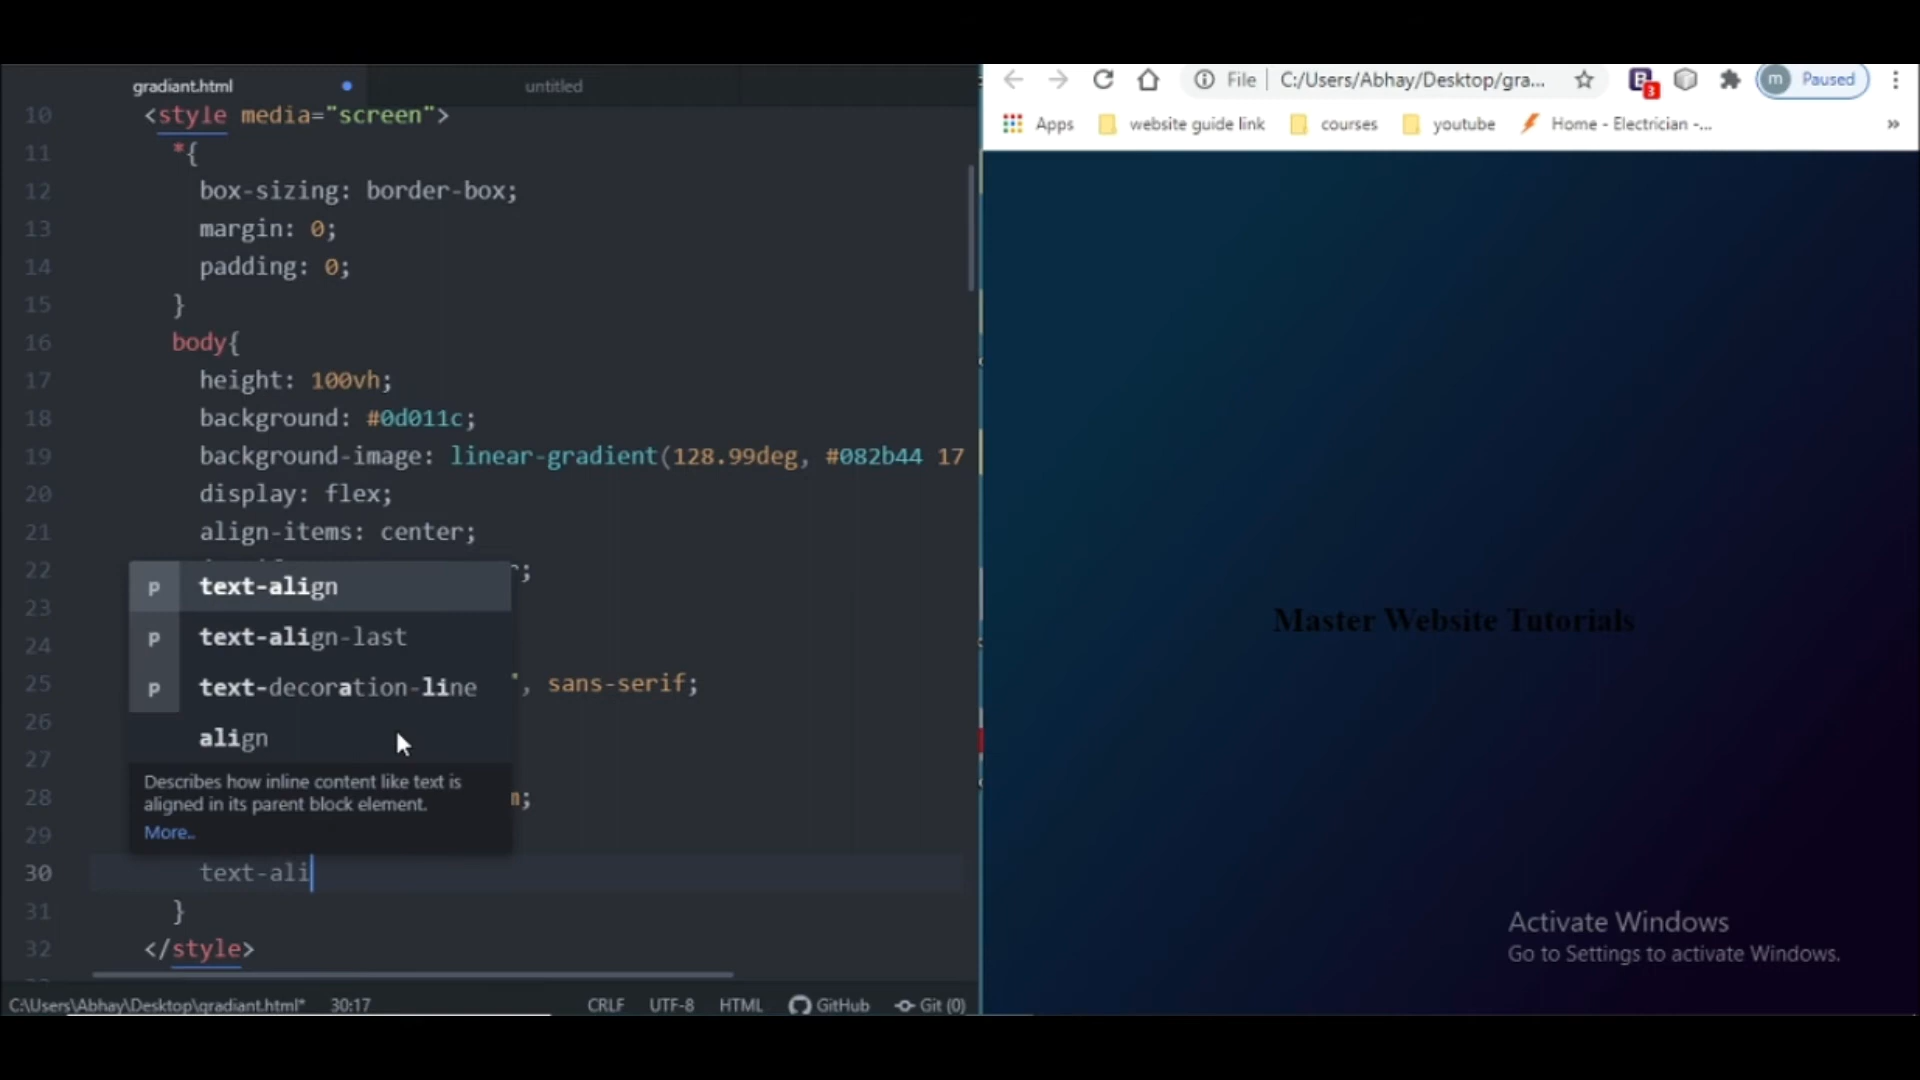 gradiant.html
untitled
10 <style media="screen">
11 *{
12 box-sizing: border-box;
13 margin: 0;
14 padding: 0;
15 }
16 body{
17 height: 100vh;
18 background: #0d011c;
19 background-image: linear-gradient(128.99deg, #082b44 17
20 display: flex;
21 align-items: center;
22 ;
23
24
25 ", sans-serif;
26
27
28 ;
29
30 text-ali
31 }
32 </style>
p text-align
p text-align-last
p text-decoration-line
align
Describes how inline content like text is
aligned in its parent block element.
More..
C:\Users\Abhay\Desktop\gradiant.html* 30:17 CRLF UTF-8 HTML GitHub Git (0)
File C:/Users/Abhay/Desktop/gra... B 3 m Paused
Apps website guide link courses youtube Home - Electrician -... »
Master Website Tutorials
Activate Windows
Go to Settings to activate Windows.